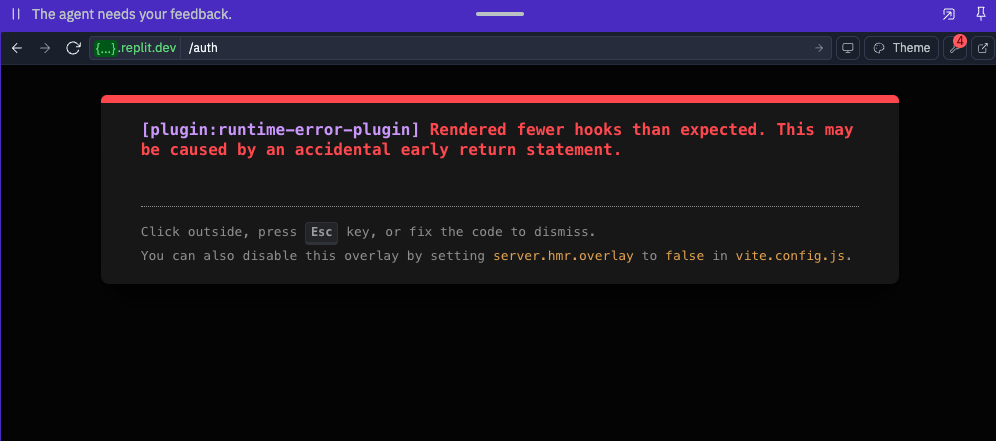 The agent needs your feedback.
{...}.replit.dev /auth
Theme
4
[plugin:runtime-error-plugin] Rendered fewer hooks than expected. This may
be caused by an accidental early return statement.
Click outside, press Esc key, or fix the code to dismiss.
You can also disable this overlay by setting server.hmr.overlay to false in vite.config.js.